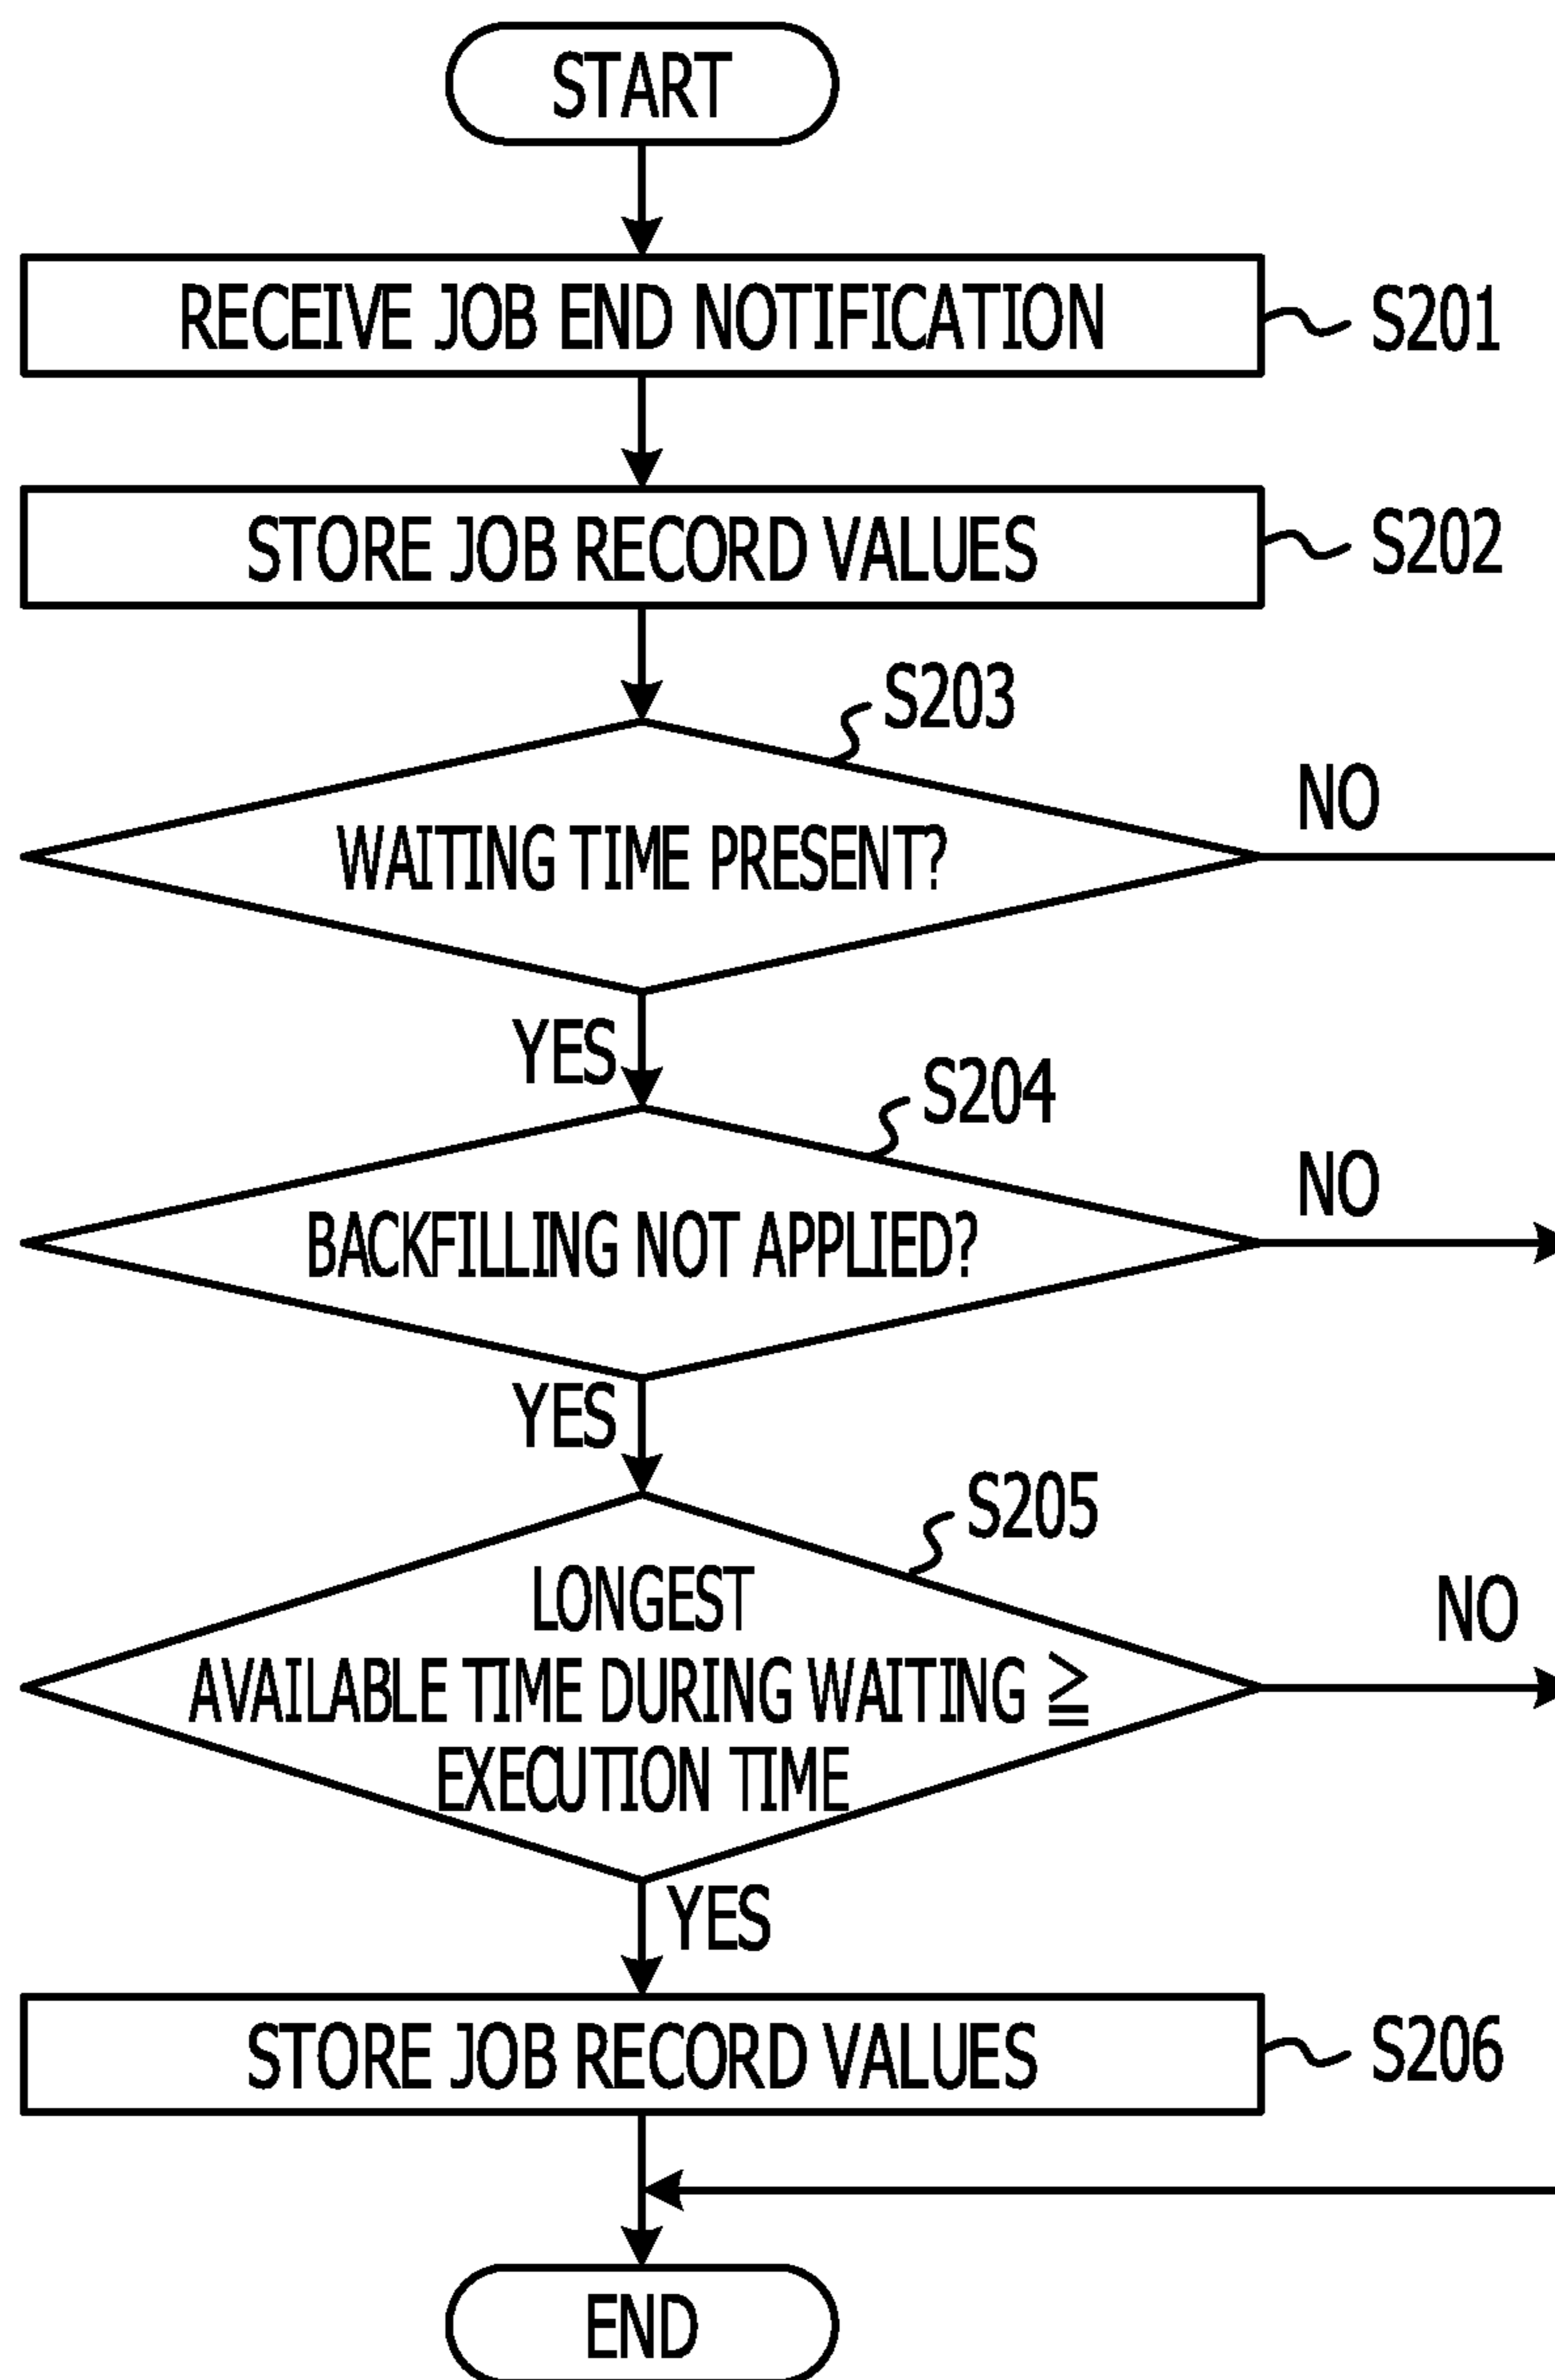 START
RECEIVE JOB END NOTIFICATION
S201
STORE JOB RECORD VALUES
S202
S203
NO
WAITING TIME PRESENT?
YES
S204
NO
BACKFILLING NOT APPLIED?
YES
S205
NO
LONGEST
AVAILABLE TIME DURING WAITING ≧
EXECUTION TIME
YES
STORE JOB RECORD VALUES
S206
END